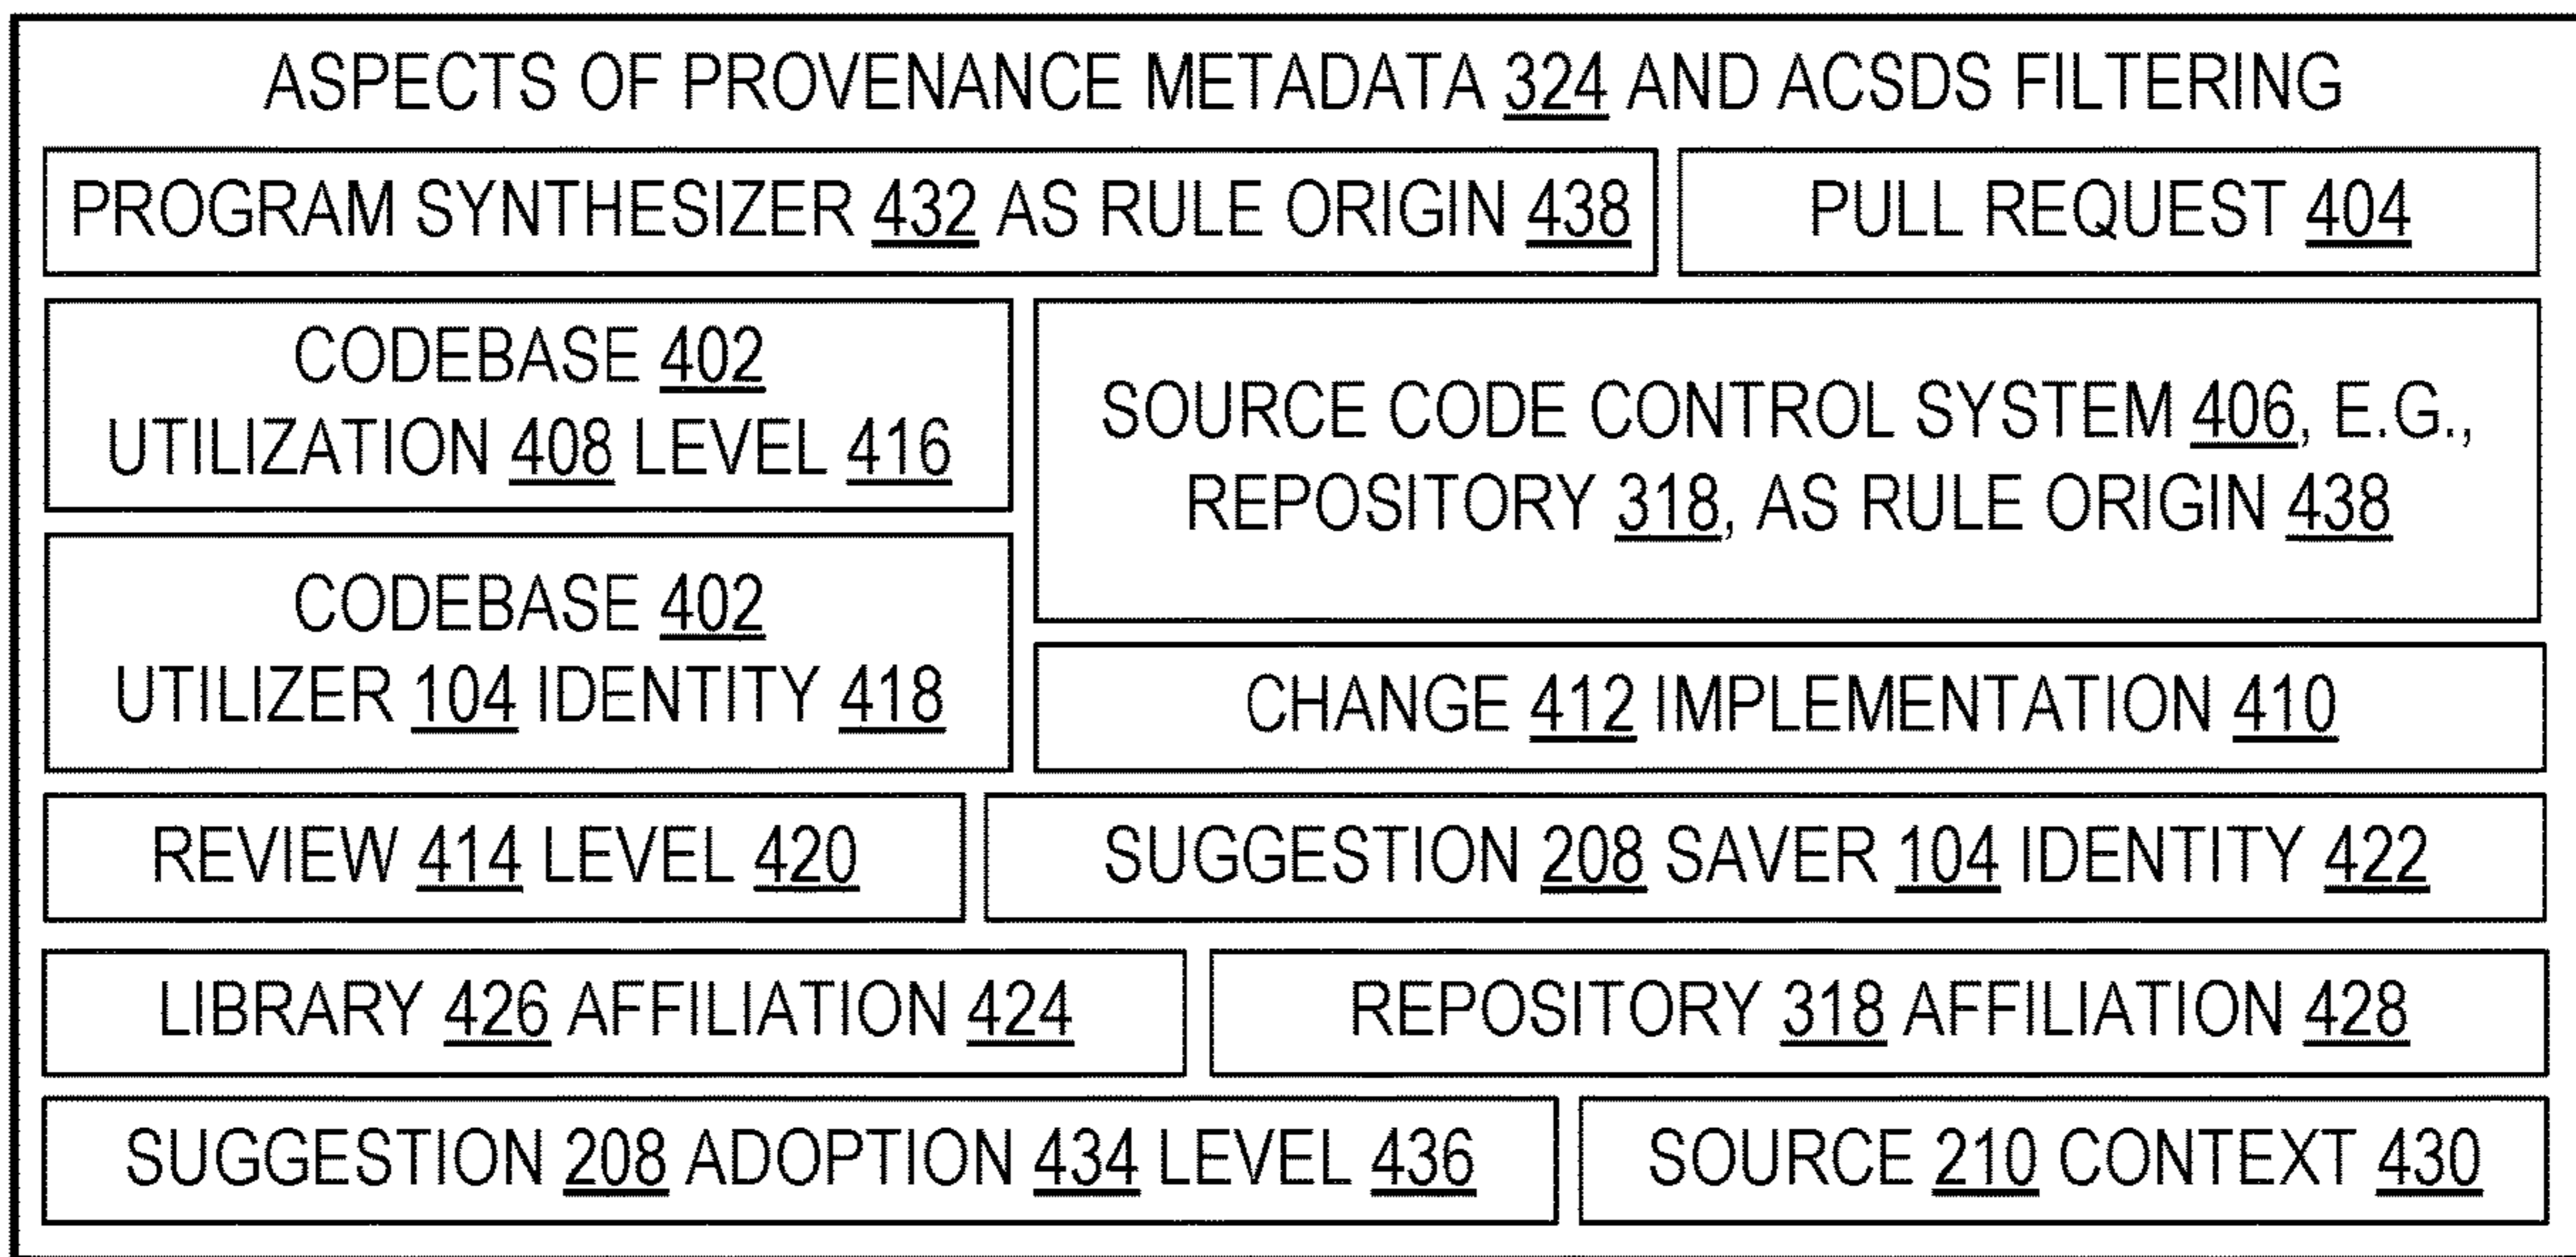 ASPECTS OF PROVENANCE METADATA 324 AND ACSDS FILTERING
PROGRAM SYNTHESIZER 432 AS RULE ORIGIN 438
PULL REQUEST 404
CODEBASE 402
UTILIZATION 408 LEVEL 416
SOURCE CODE CONTROL SYSTEM 406, E.G.,
REPOSITORY 318, AS RULE ORIGIN 438
CODEBASE 402
UTILIZER 104 IDENTITY 418
CHANGE 412 IMPLEMENTATION 410
REVIEW 414 LEVEL 420
SUGGESTION 208 SAVER 104 IDENTITY 422
LIBRARY 426 AFFILIATION 424
REPOSITORY 318 AFFILIATION 428
SUGGESTION 208 ADOPTION 434 LEVEL 436
SOURCE 210 CONTEXT 430